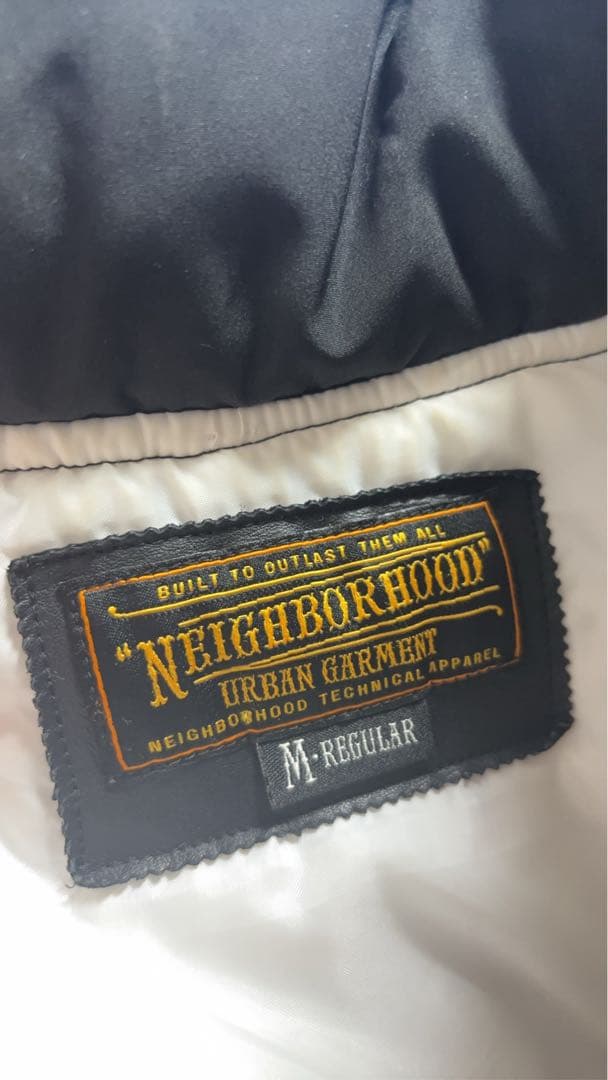 BUILT TO OUTLAST THEM ALL
"NEIGHBORHOOD"
URBAN GARMENT
NEIGHBORHOOD TECHNICAL APPAREL
M·REGULAR